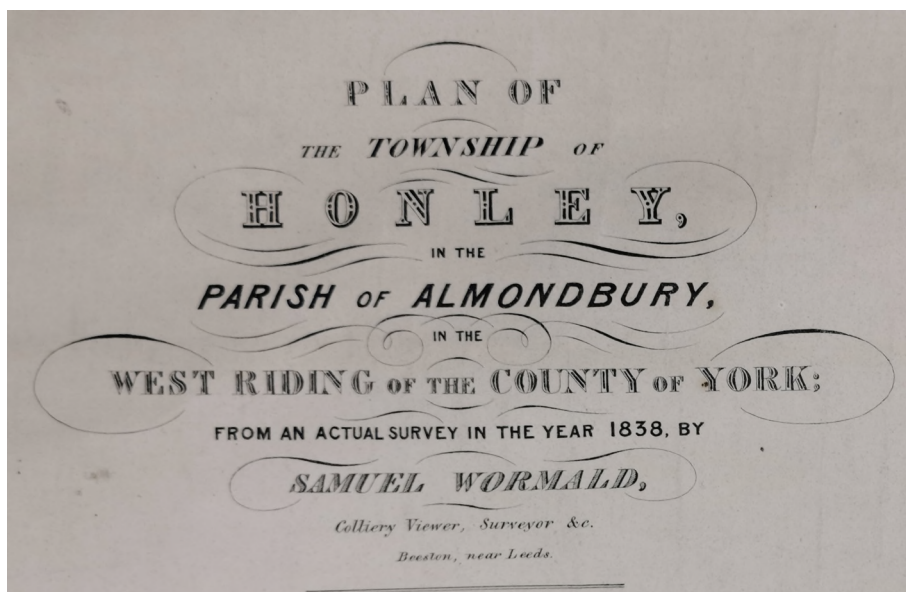 PLAN OF
THE TOWNSHIP OF
HONLEY,
IN THE
PARISH OF ALMONDBURY,
IN THE
WEST RIDING OF THE COUNTY OF YORK;
FROM AN ACTUAL SURVEY IN THE YEAR 1838, BY
SAMUEL WORMALD,
Colliery Viewer, Surveyor &c.
Beeston, near Leeds.